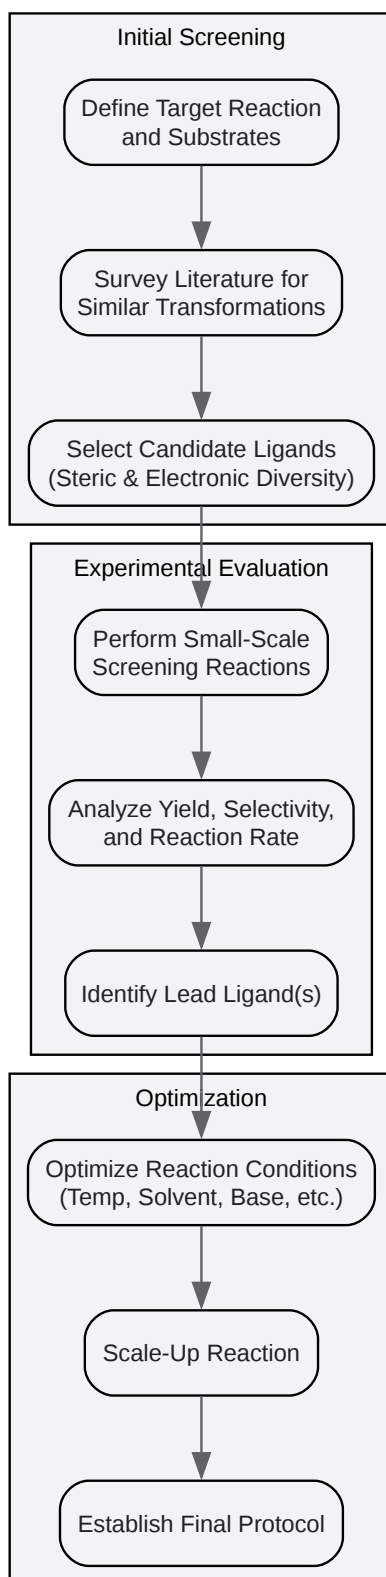 Initial Screening
Define Target Reaction
and Substrates
Survey Literature for
Similar Transformations
Select Candidate Ligands
(Steric & Electronic Diversity)
Experimental Evaluation
Perform Small-Scale
Screening Reactions
Analyze Yield, Selectivity,
and Reaction Rate
Identify Lead Ligand(s)
Optimization
Optimize Reaction Conditions
(Temp, Solvent, Base, etc.)
Scale-Up Reaction
Establish Final Protocol